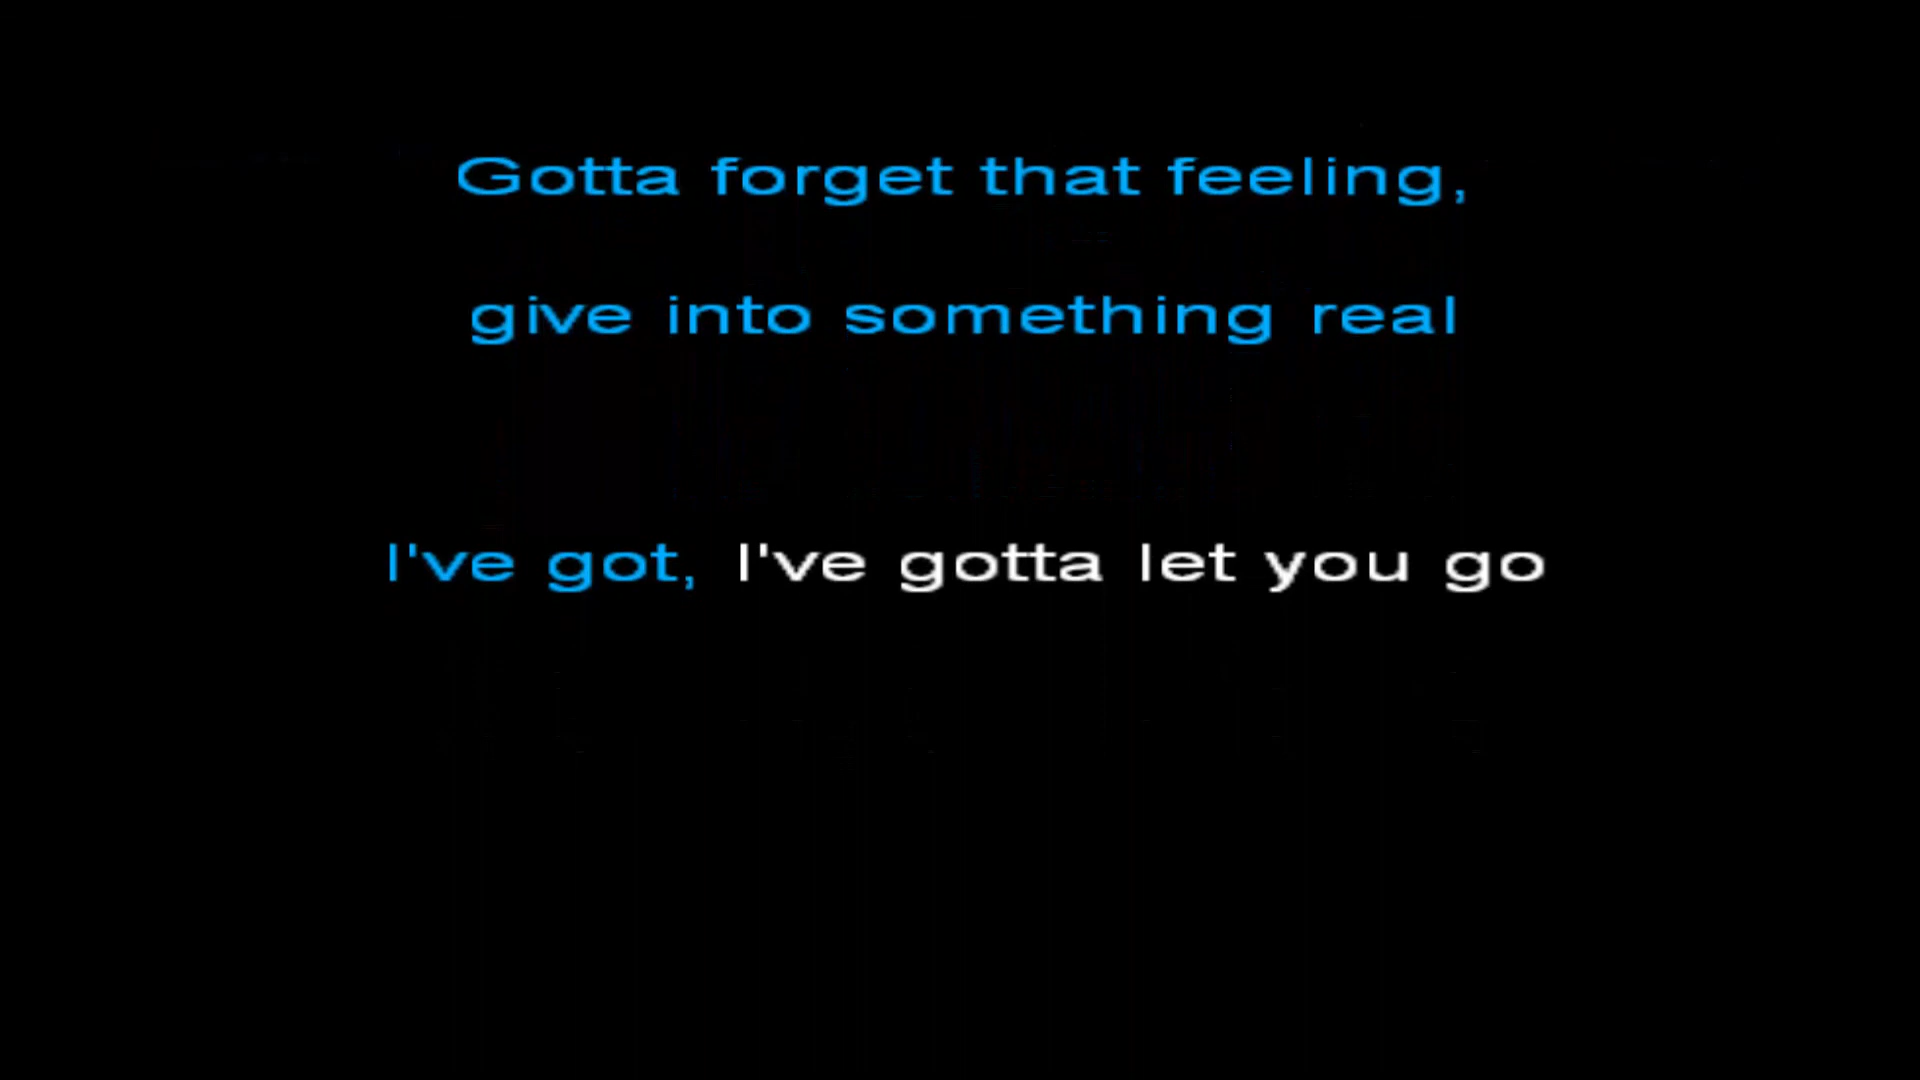 Gotta forget that feeling,
give into something real
I've got, I've gotta let you go